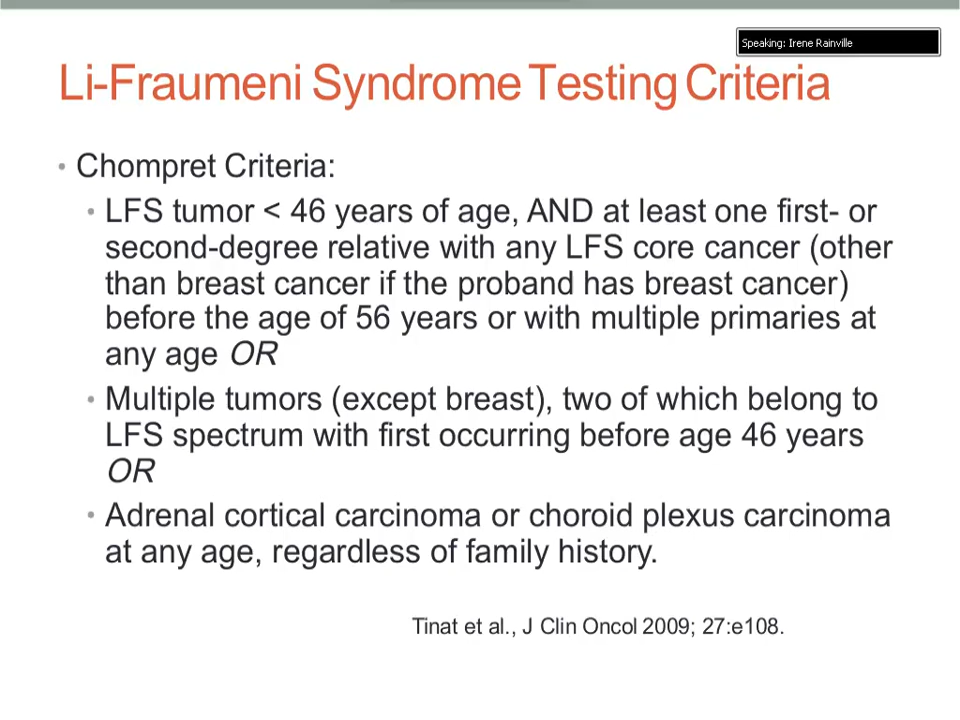 Speaking: Irene Rainville
Li-Fraumeni Syndrome Testing Criteria
• Chompret Criteria:
• LFS tumor < 46 years of age, AND at least one first- or
second-degree relative with any LFS core cancer (other
than breast cancer if the proband has breast cancer)
before the age of 56 years or with multiple primaries at
any age OR
• Multiple tumors (except breast), two of which belong to
LFS spectrum with first occurring before age 46 years
OR
• Adrenal cortical carcinoma or choroid plexus carcinoma
at any age, regardless of family history.
Tinat et al., J Clin Oncol 2009; 27:e108.